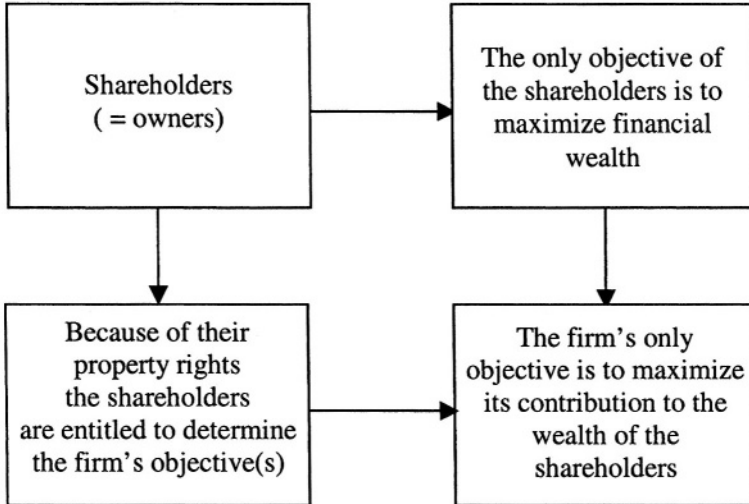 Shareholders
( = owners)
The only objective of
the shareholders is to
maximize financial
wealth
Because of their
property rights
the shareholders
are entitled to determine
the firm's objective(s)
The firm's only
objective is to maximize
its contribution to the
wealth of the
shareholders